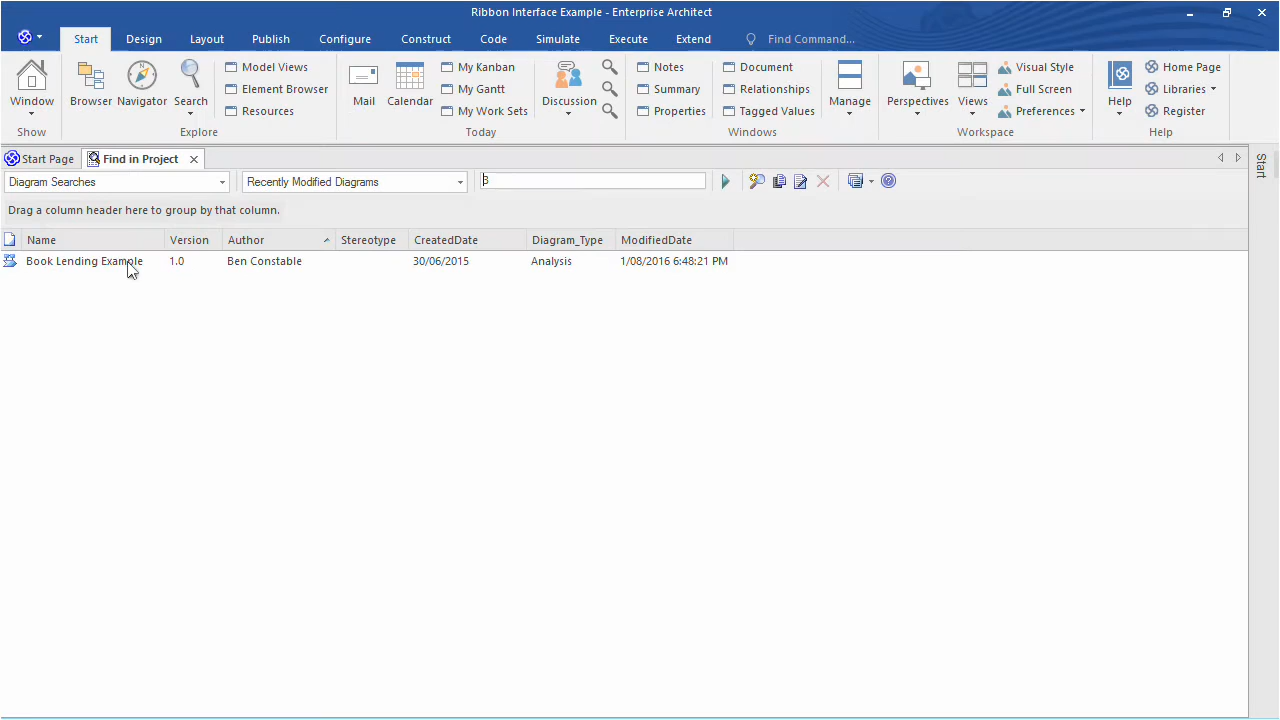 Ribbon Interface Example - Enterprise Architect
Start Design Layout Publish Configure Construct Code Simulate Execute Extend Find Command...
Window Browser Navigator Search Model Views Element Browser Resources Mail Calendar My Kanban My Gantt My Work Sets Discussion Notes Summary Properties Document Relationships Tagged Values Manage Perspectives Views Visual Style Full Screen Preferences Help Home Page Libraries Register
Show Explore Today Windows Workspace Help
Start Page Find in Project Start
Diagram Searches Recently Modified Diagrams 3
Drag a column header here to group by that column.
Name Version Author Stereotype CreatedDate Diagram_Type ModifiedDate
Book Lending Example 1.0 Ben Constable 30/06/2015 Analysis 1/08/2016 6:48:21 PM